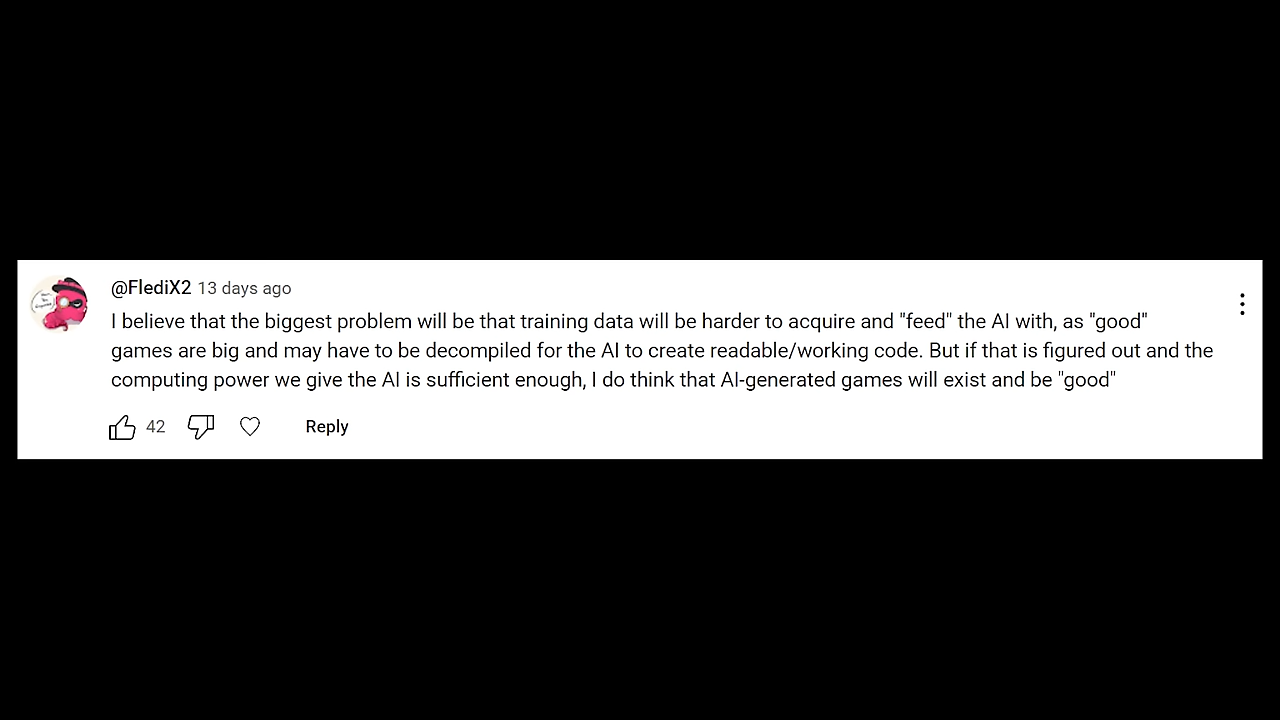 @FlediX2 13 days ago
I believe that the biggest problem will be that training data will be harder to acquire and "feed" the AI with, as "good"
games are big and may have to be decompiled for the AI to create readable/working code. But if that is figured out and the
computing power we give the AI is sufficient enough, I do think that AI-generated games will exist and be "good"
42 Reply